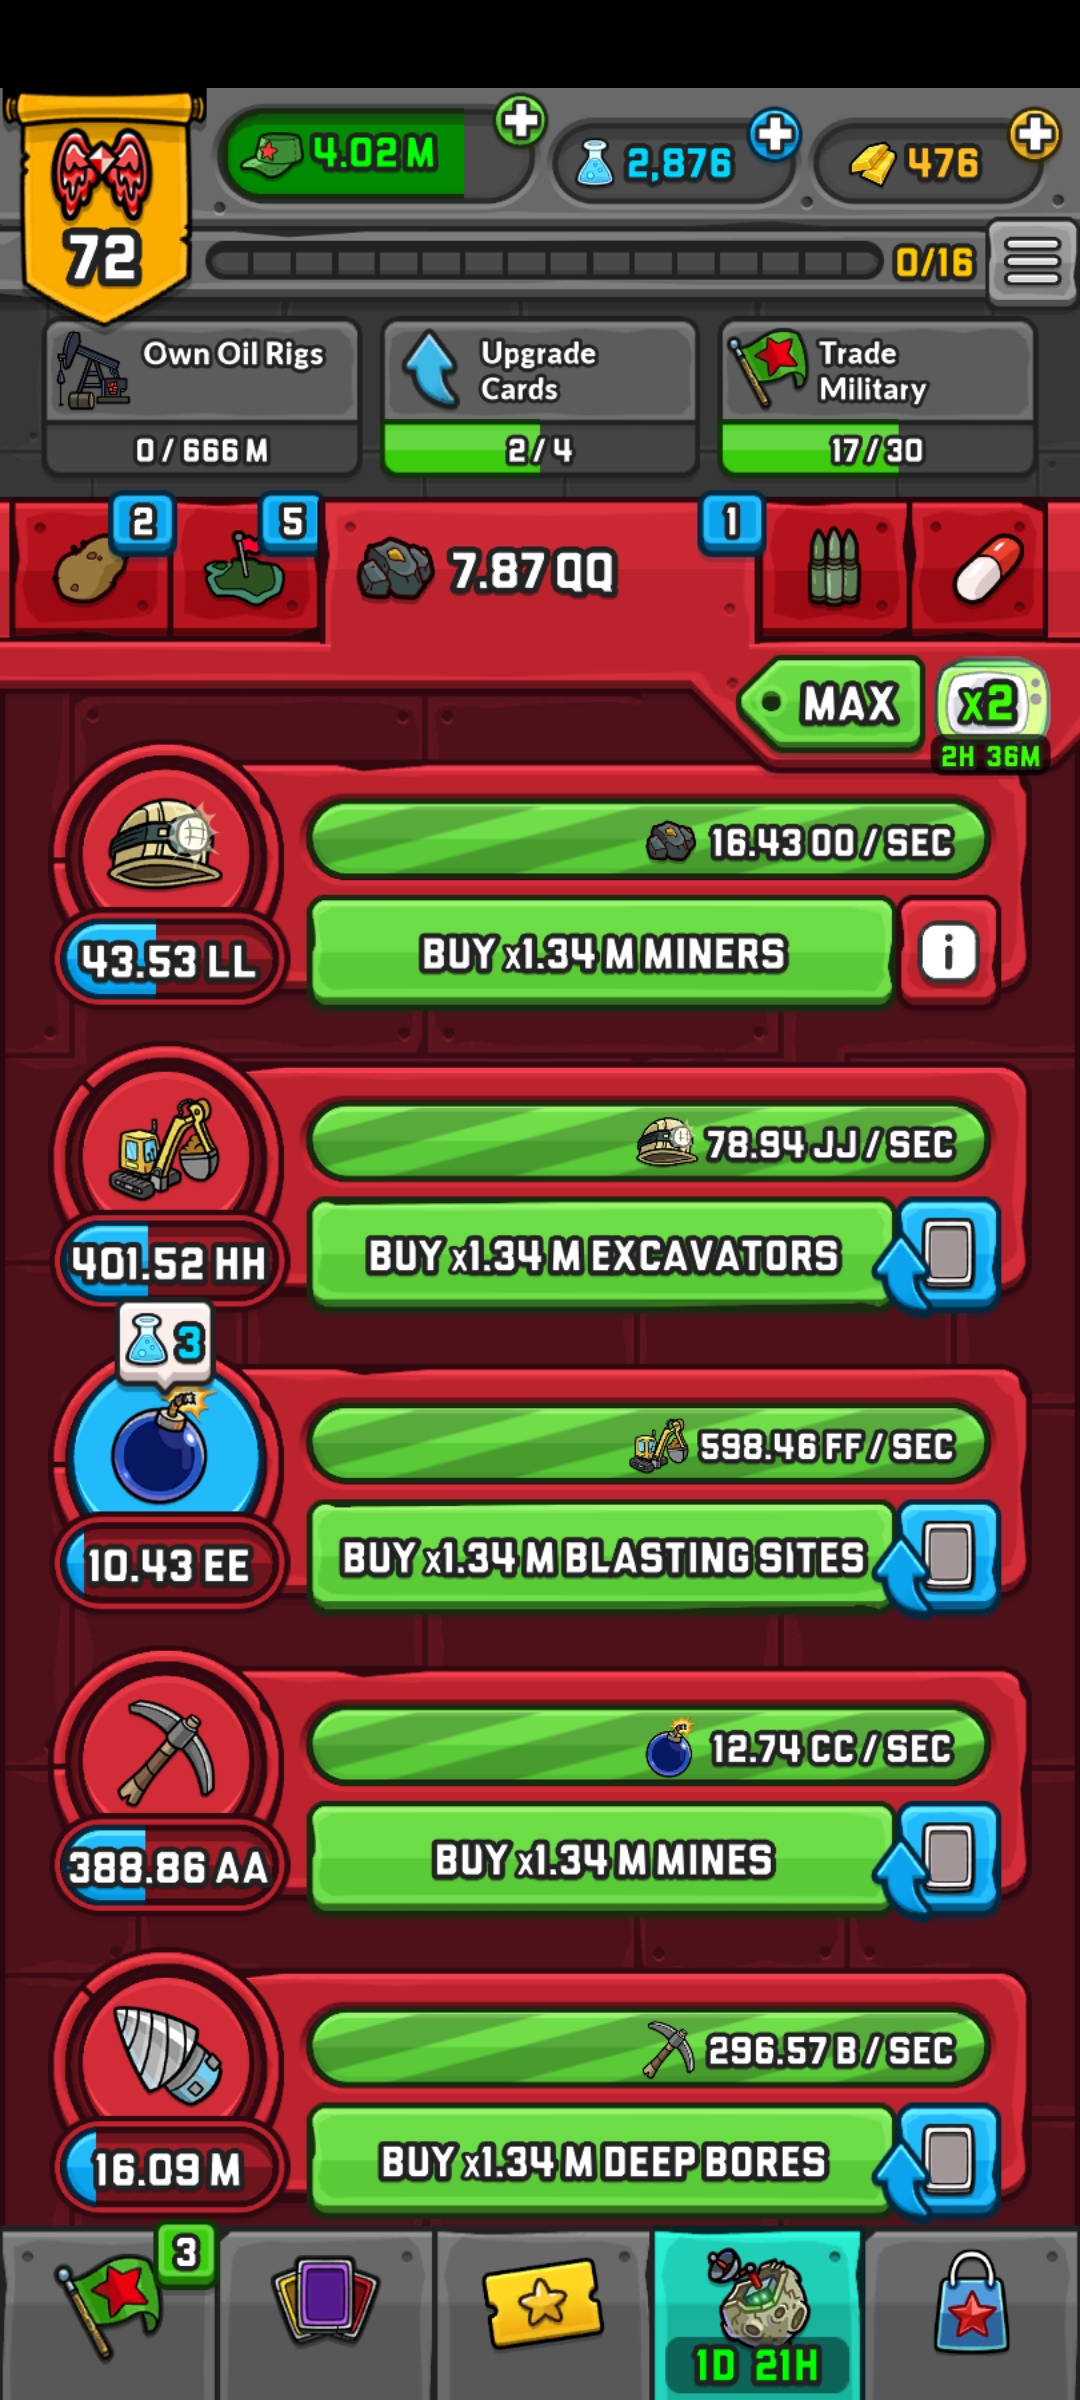 4.02 M
2,876
476
72
0/16
Own Oil Rigs
0 / 666 M
Upgrade
Cards
2 / 4
Trade
Military
17 / 30
2
5
7.87 QQ
1
MAX
x2
2H 36M
16.43 OO / SEC
43.53 LL
BUY x1.34 M MINERS
i
78.94 JJ / SEC
401.52 HH
BUY x1.34 M EXCAVATORS
3
598.46 FF / SEC
10.43 EE
BUY x1.34 M BLASTING SITES
12.74 CC / SEC
388.86 AA
BUY x1.34 M MINES
296.57 B / SEC
16.09 M
BUY x1.34 M DEEP BORES
3
1D 21H